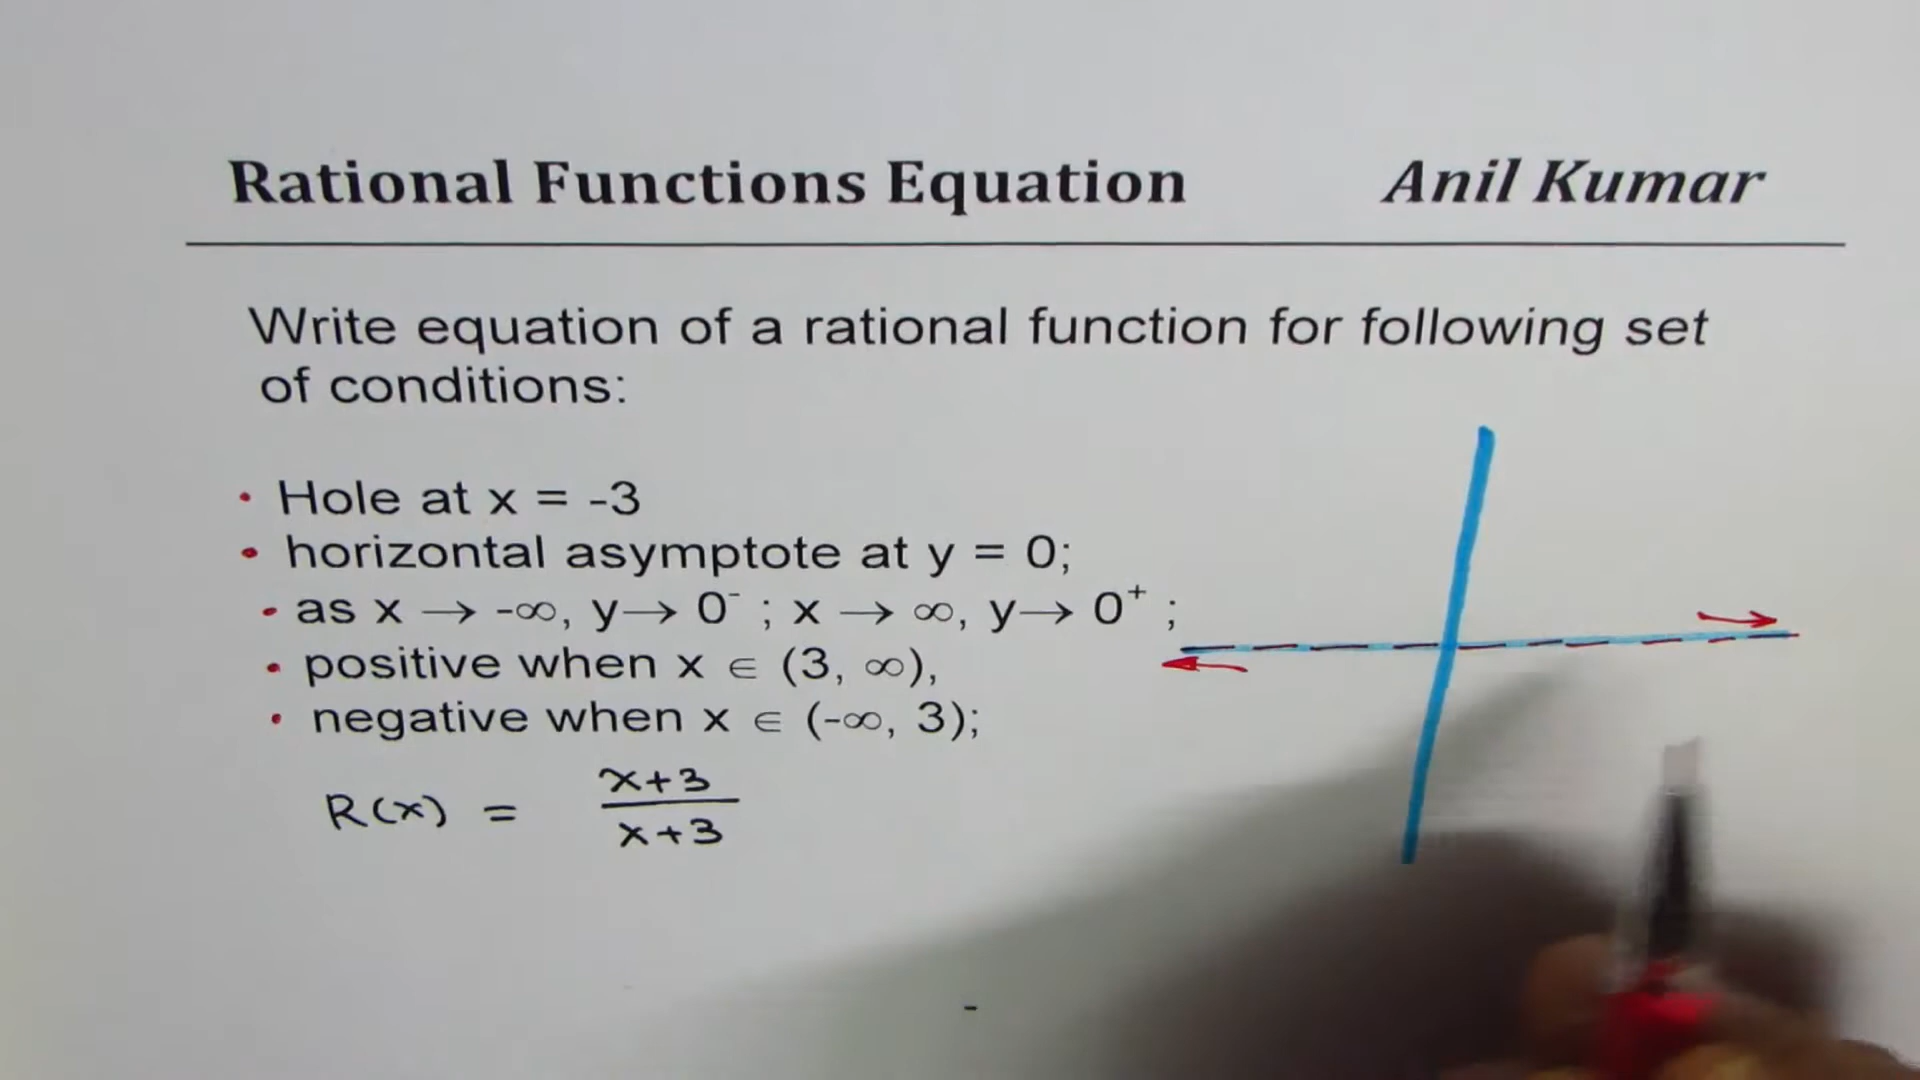 Rational Functions Equation Anil Kumar
Write equation of a rational function for following set
of conditions:
• Hole at x = -3
• horizontal asymptote at y = 0;
• as x → -∞, y→ 0⁻ ; x → ∞, y→ 0⁺ ;
• positive when x ∈ (3, ∞),
• negative when x ∈ (-∞, 3);
R(x) = x+3
x+3